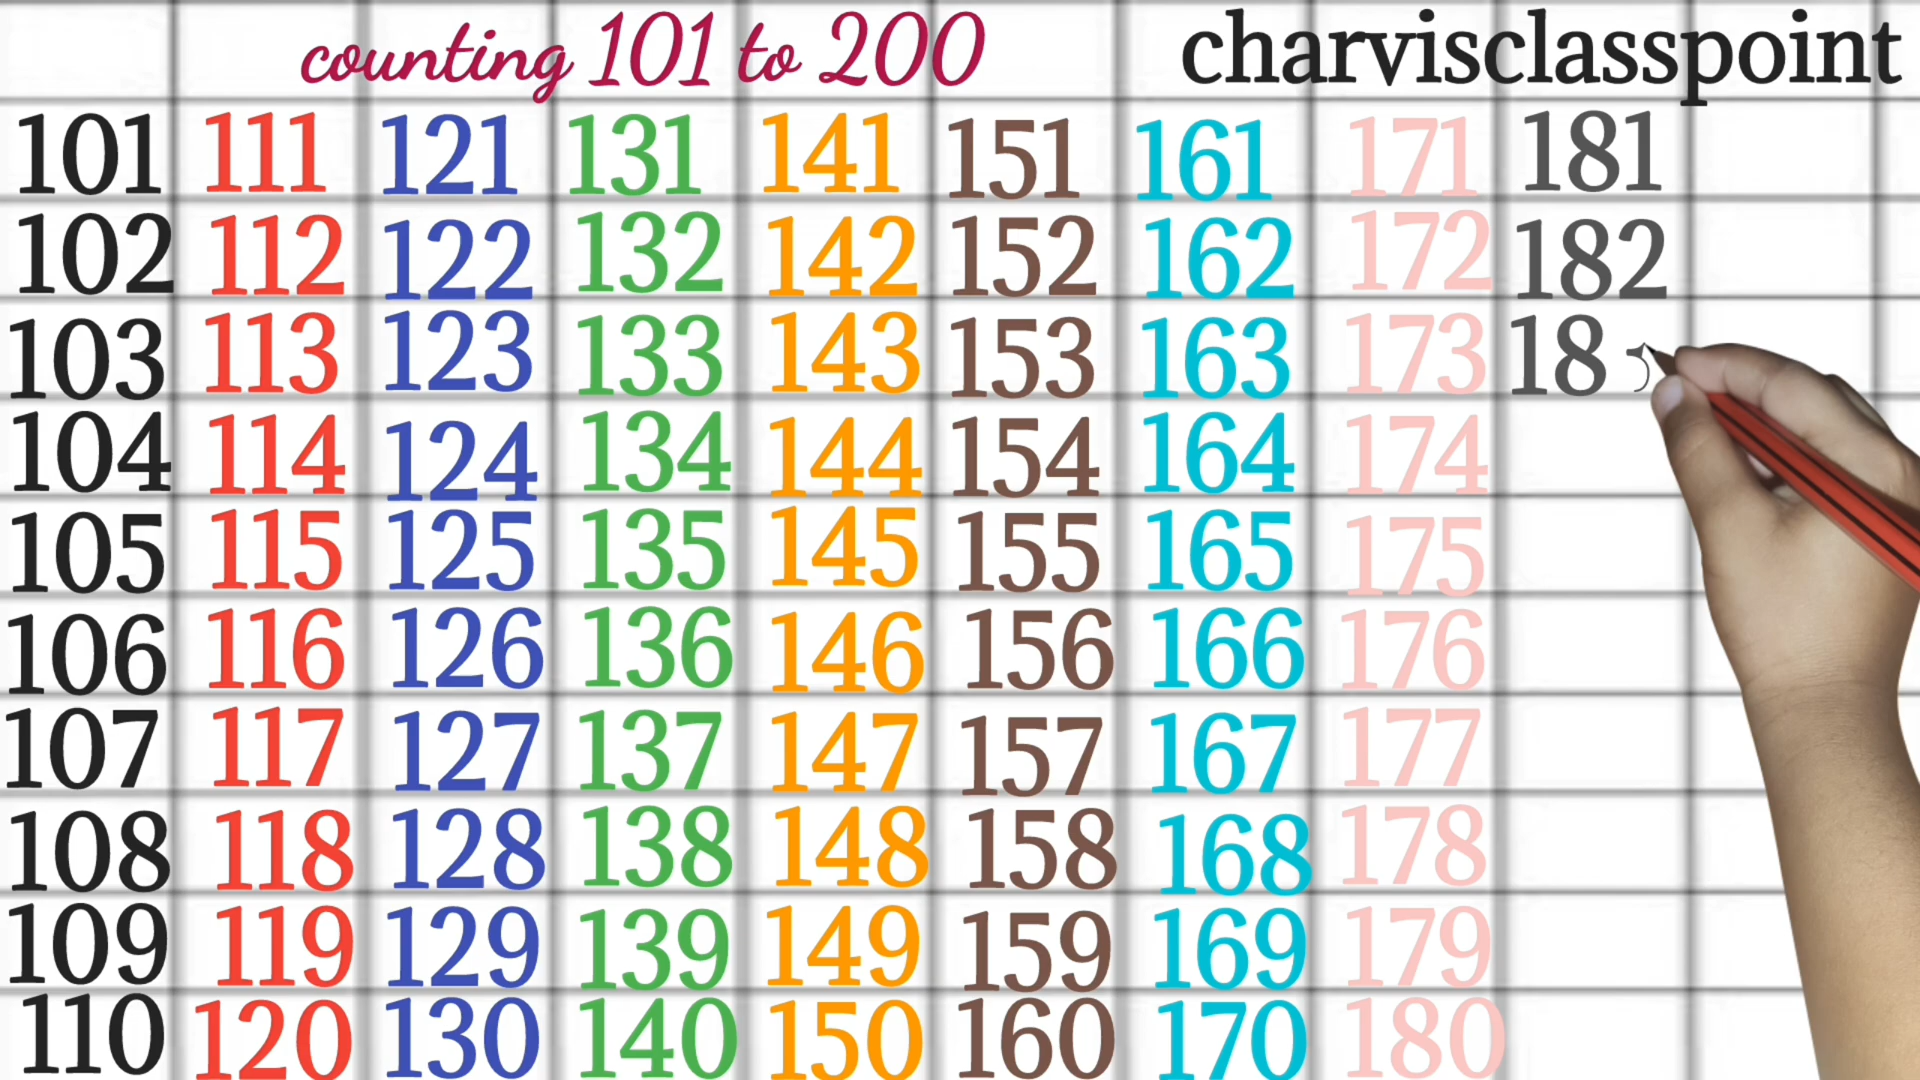 counting 101 to 200 charvisclasspoint
101 111 121 131 141 151 161 171 181
102 112 122 132 142 152 162 172 182
103 113 123 133 143 153 163 173 18
104 114 124 134 144 154 164 174
105 115 125 135 145 155 165 175
106 116 126 136 146 156 166 176
107 117 127 137 147 157 167 177
108 118 128 138 148 158 168 178
109 119 129 139 149 159 169 179
110 120 130 140 150 160 170 180